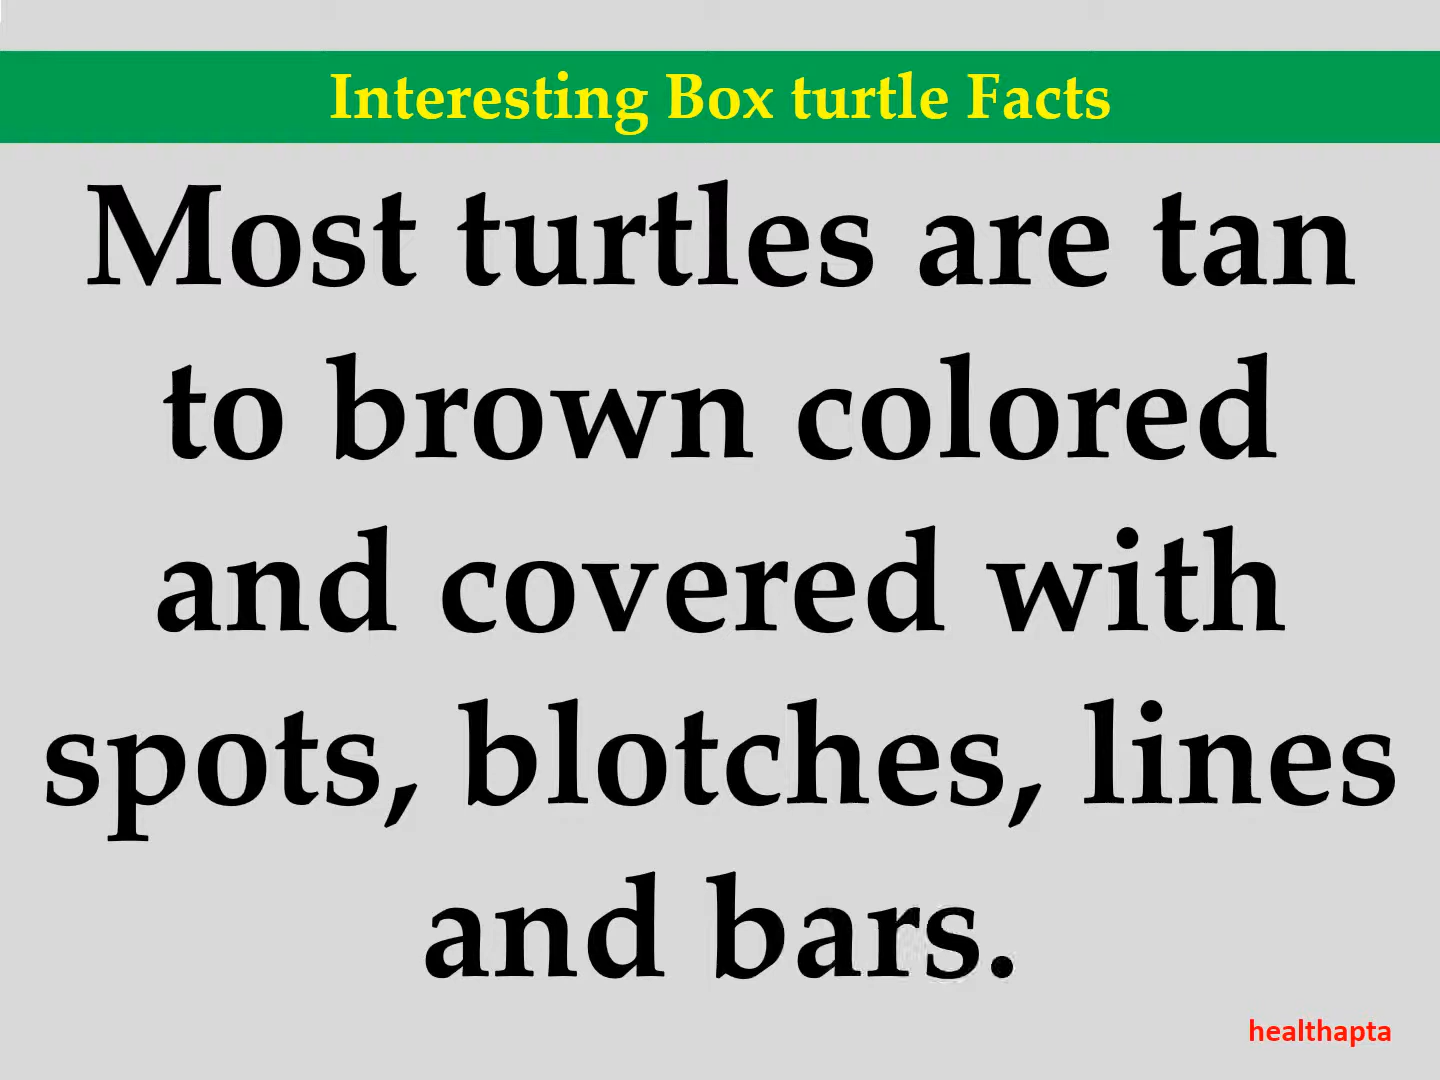 Interesting Box turtle Facts
Most turtles are tan
to brown colored
and covered with
spots, blotches, lines
and bars.
healthapta